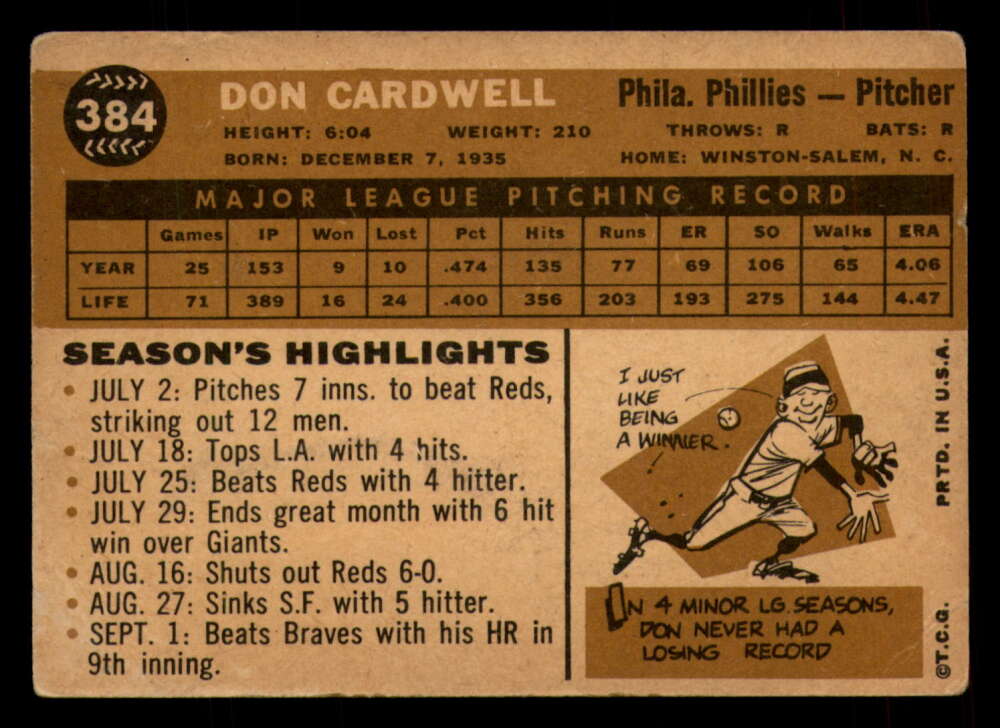 384
DON CARDWELL
Phila. Phillies — Pitcher
HEIGHT: 6:04 WEIGHT: 210 THROWS: R BATS: R
BORN: DECEMBER 7, 1935 HOME: WINSTON-SALEM, N. C.
MAJOR LEAGUE PITCHING RECORD
Games IP Won Lost Pct Hits Runs ER SO Walks ERA
YEAR 25 153 9 10 .474 135 77 69 106 65 4.06
LIFE 71 389 16 24 .400 356 203 193 275 144 4.47
SEASON'S HIGHLIGHTS
• JULY 2: Pitches 7 inns. to beat Reds,
striking out 12 men.
• JULY 18: Tops L.A. with 4 hits.
• JULY 25: Beats Reds with 4 hitter.
• JULY 29: Ends great month with 6 hit
win over Giants.
• AUG. 16: Shuts out Reds 6-0.
• AUG. 27: Sinks S.F. with 5 hitter.
• SEPT. 1: Beats Braves with his HR in
9th inning.
I JUST
LIKE
BEING
A WINNER.
IN 4 MINOR LG. SEASONS,
DON NEVER HAD A
LOSING RECORD
©T.C.G. PRTD. IN U.S.A.